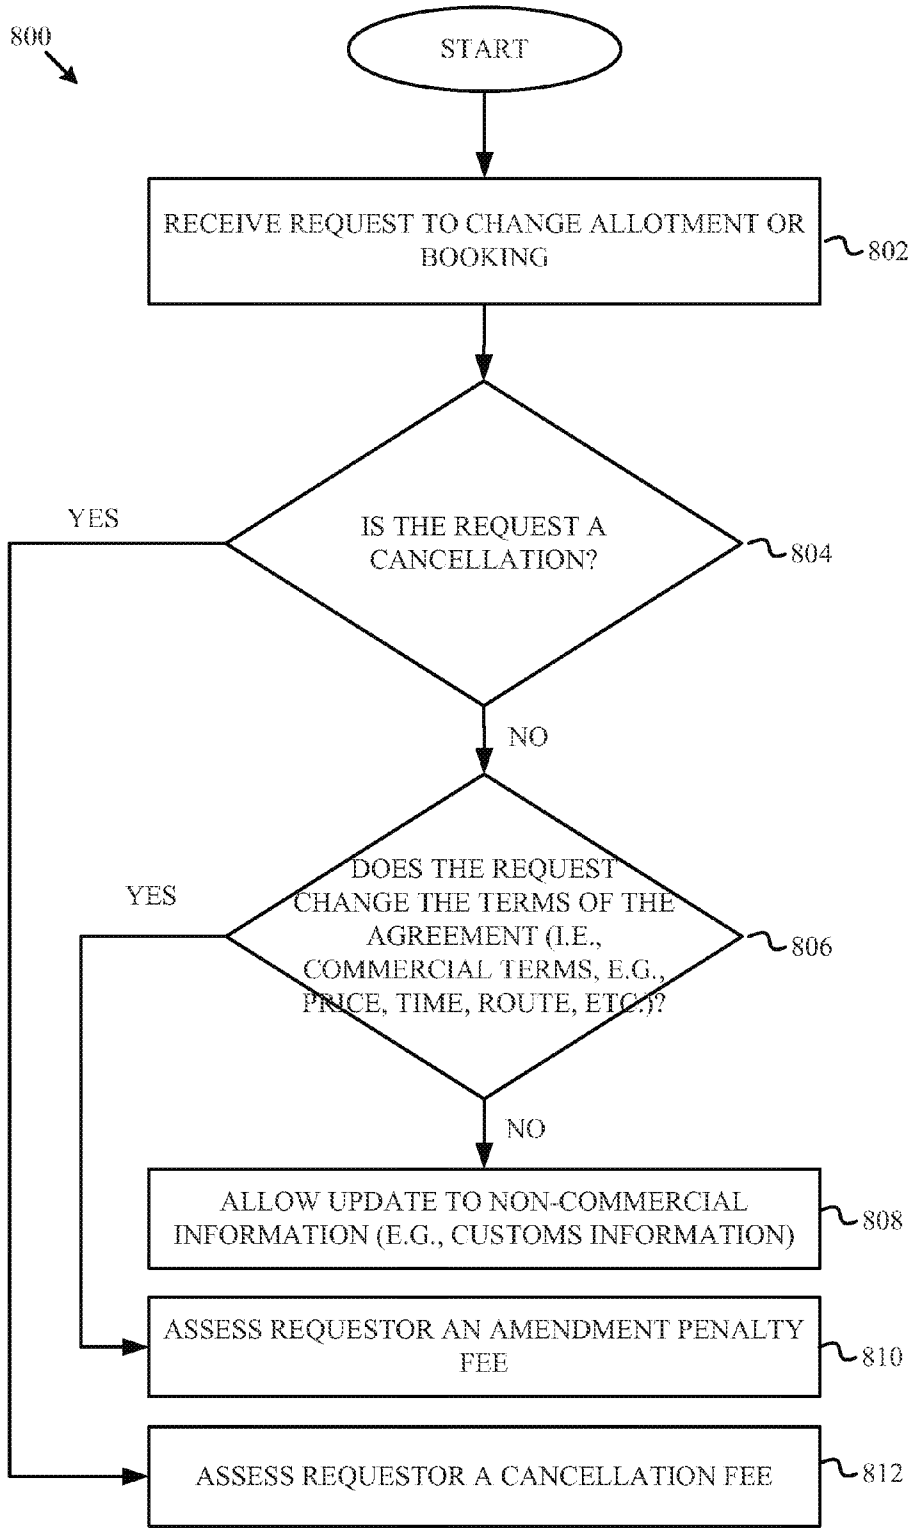 800
START
RECEIVE REQUEST TO CHANGE ALLOTMENT OR
BOOKING
802
YES
IS THE REQUEST A
CANCELLATION?
804
NO
YES
DOES THE REQUEST
CHANGE THE TERMS OF THE
AGREEMENT (I.E.,
COMMERCIAL TERMS, E.G.,
PRICE, TIME, ROUTE, ETC.)?
806
NO
ALLOW UPDATE TO NON-COMMERCIAL
INFORMATION (E.G., CUSTOMS INFORMATION)
808
ASSESS REQUESTOR AN AMENDMENT PENALTY
FEE
810
ASSESS REQUESTOR A CANCELLATION FEE
812